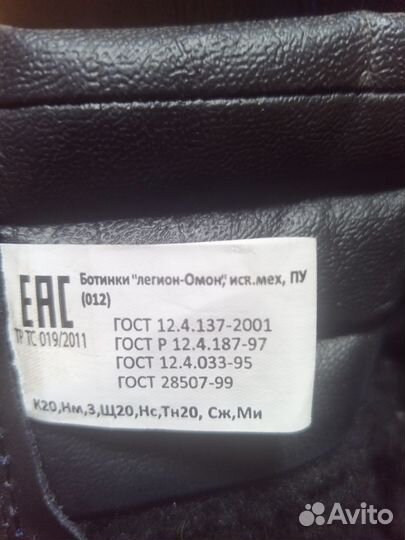 EAC
ТР ТС 019/2011
Ботинки "легион-Омон", иск.мех, ПУ
(012)
ГОСТ 12.4.137-2001
ГОСТ Р 12.4.187-97
ГОСТ 12.4.033-95
ГОСТ 28507-99
К20,Нм,З,Щ20,Нс,Тн20, Сж,Ми
Avito